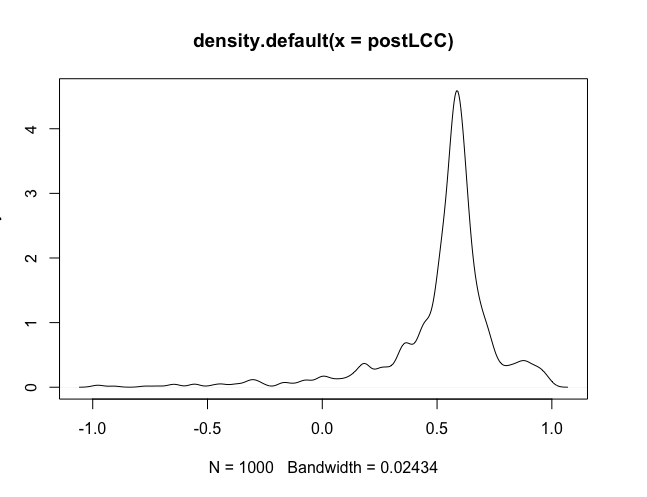 density.default(x = postLCC)
4
3
2
1
0
-1.0 -0.5 0.0 0.5 1.0
N = 1000 Bandwidth = 0.02434